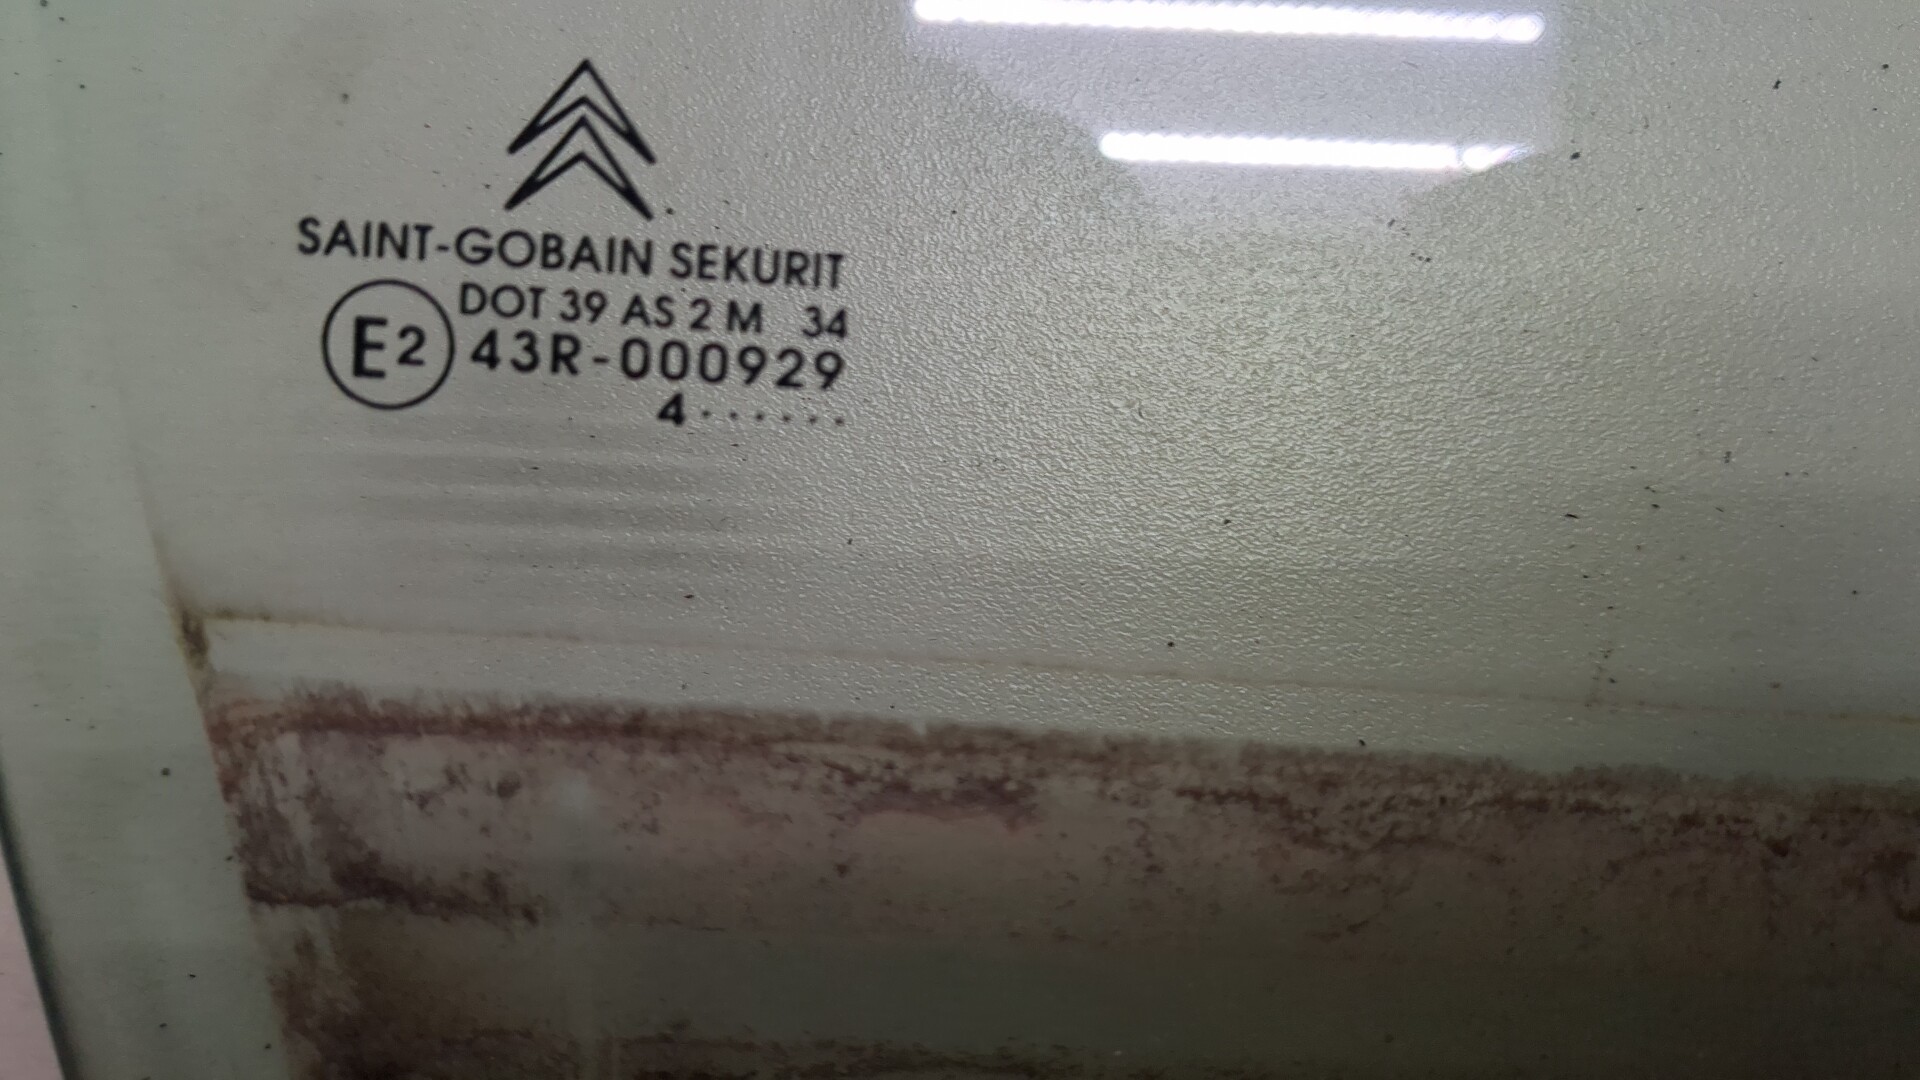 SAINT-GOBAIN SEKURIT
DOT 39 AS 2 M 34
E2 43R-000929
4······